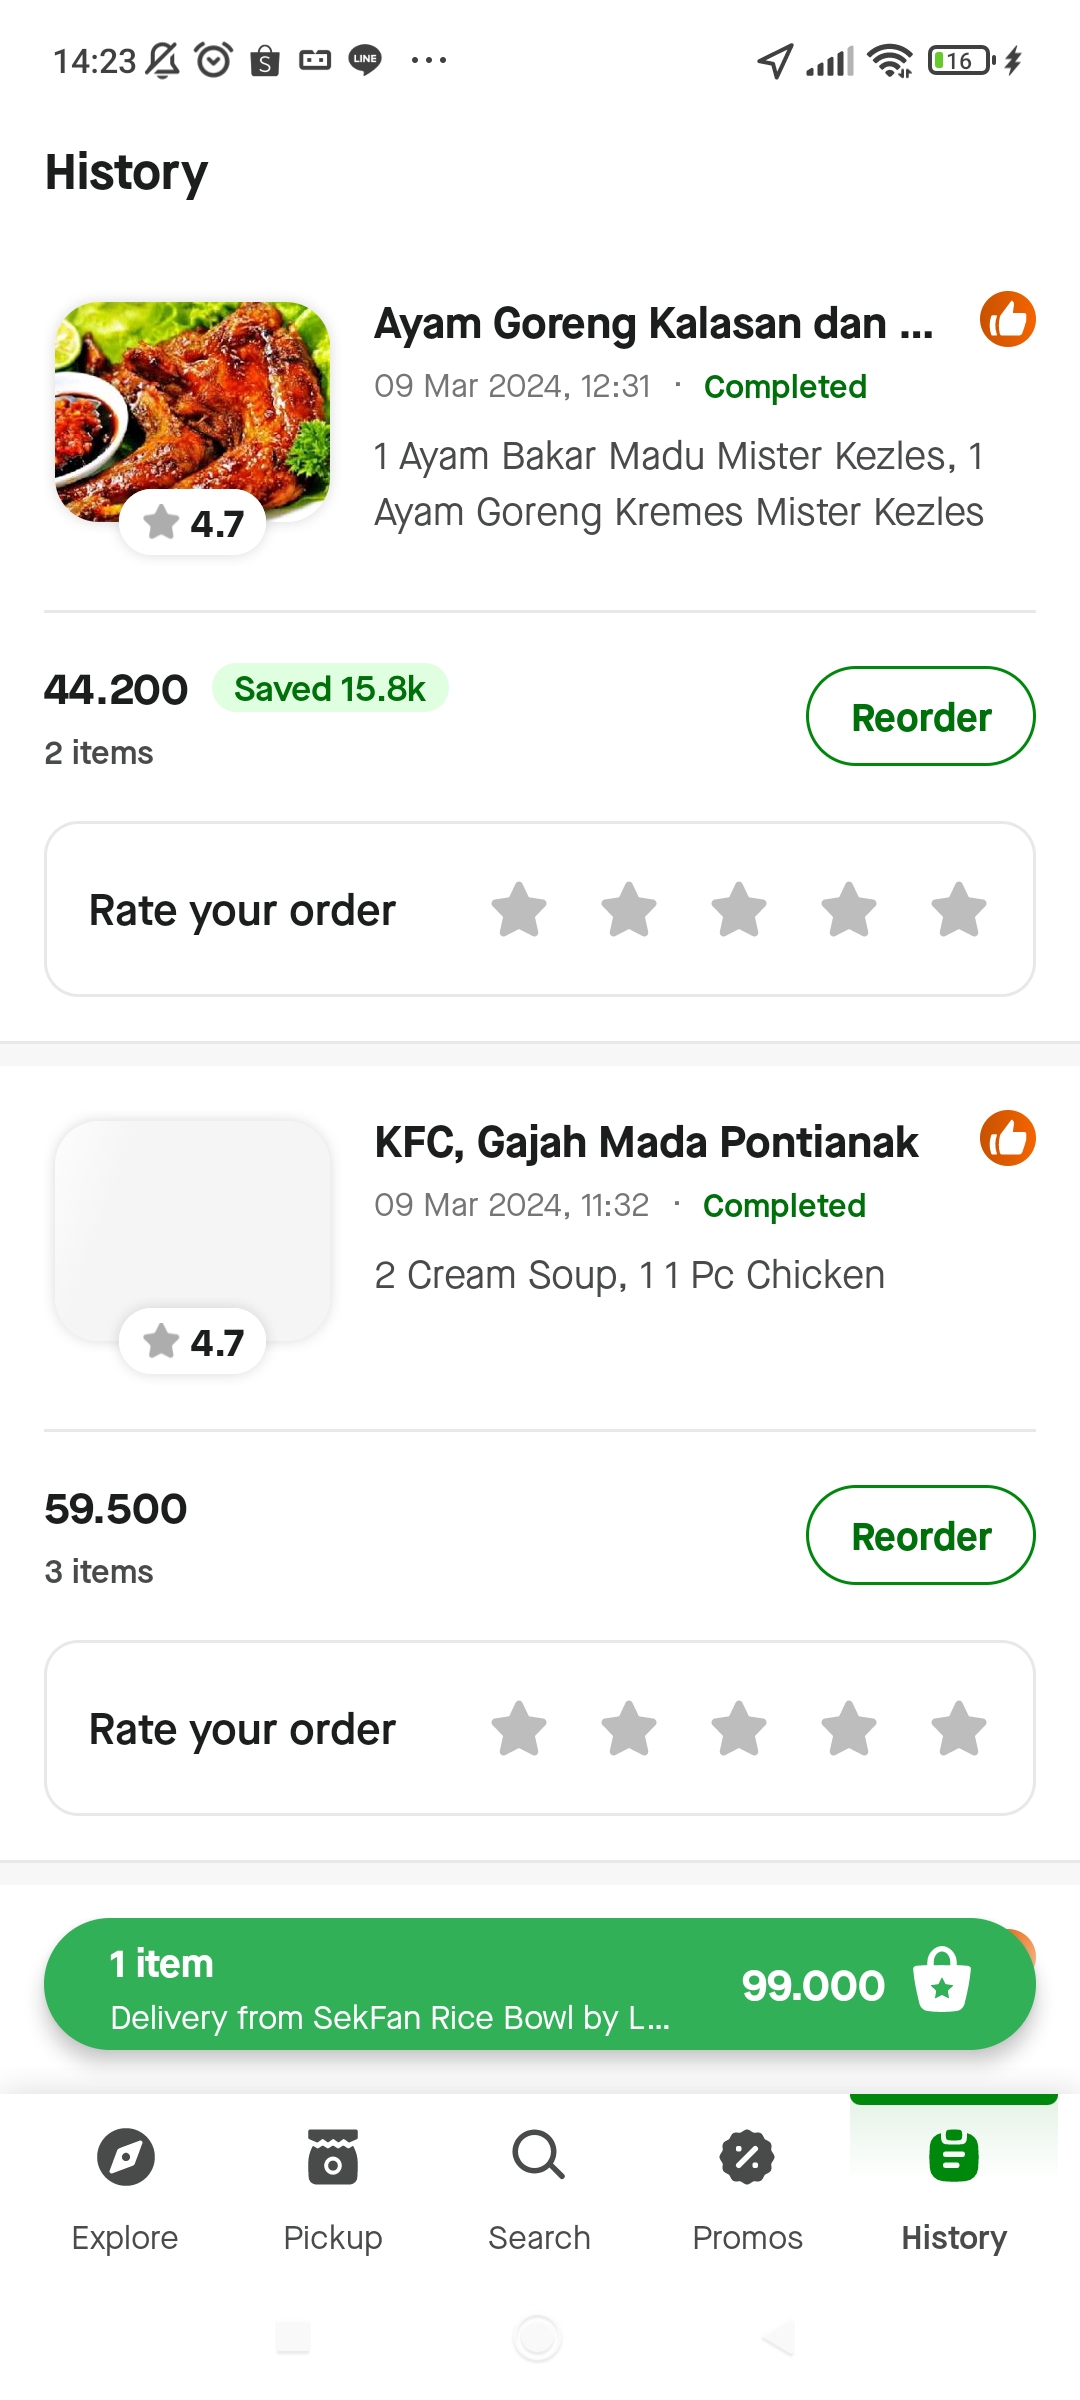 14:23
LINE
16
History
Ayam Goreng Kalasan dan ...
09 Mar 2024, 12:31 · Completed
1 Ayam Bakar Madu Mister Kezles, 1
Ayam Goreng Kremes Mister Kezles
4.7
44.200 Saved 15.8k
2 items
Reorder
Rate your order
KFC, Gajah Mada Pontianak
09 Mar 2024, 11:32 · Completed
2 Cream Soup, 1 1 Pc Chicken
4.7
59.500
3 items
Reorder
Rate your order
1 item
Delivery from SekFan Rice Bowl by L...
99.000
Explore
Pickup
Search
Promos
History